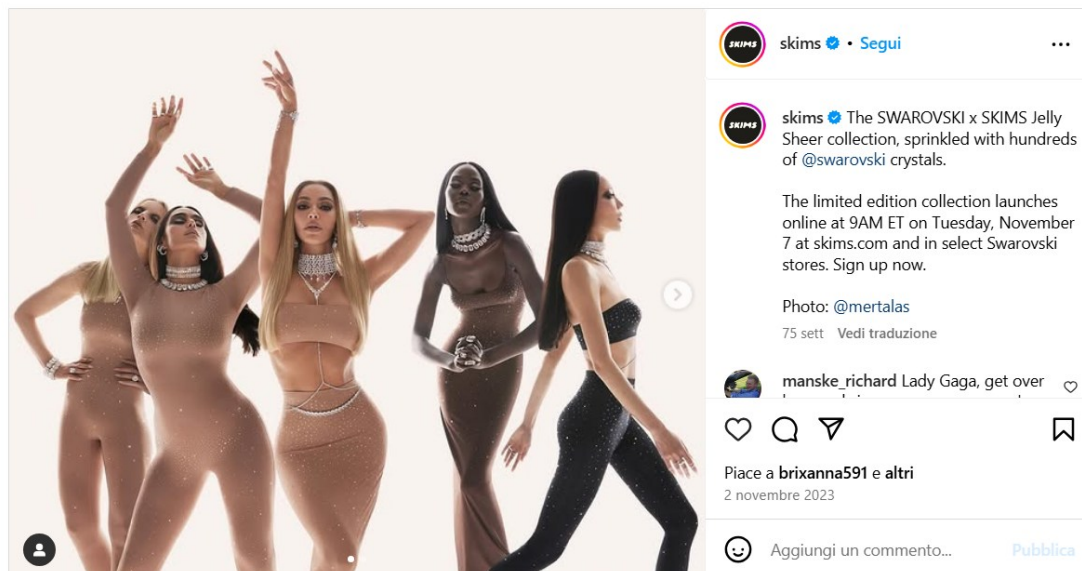 SKIMS
skims • Segui
SKIMS
skims The SWAROVSKI x SKIMS Jelly
Sheer collection, sprinkled with hundreds
of @swarovski crystals.
The limited edition collection launches
online at 9AM ET on Tuesday, November
7 at skims.com and in select Swarovski
stores. Sign up now.
Photo: @mertalas
75 sett Vedi traduzione
manske_richard Lady Gaga, get over
Piace a brixanna591 e altri
2 novembre 2023
Aggiungi un commento... Pubblica